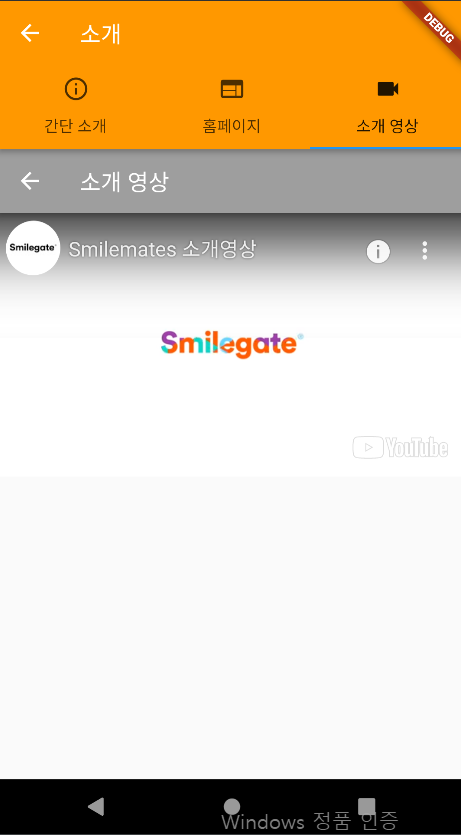 소개
DEBUG
간단 소개
홈페이지
소개 영상
소개 영상
Smilegate
Smilemates 소개영상
Smilegate
YouTube
Windows 정품 인증